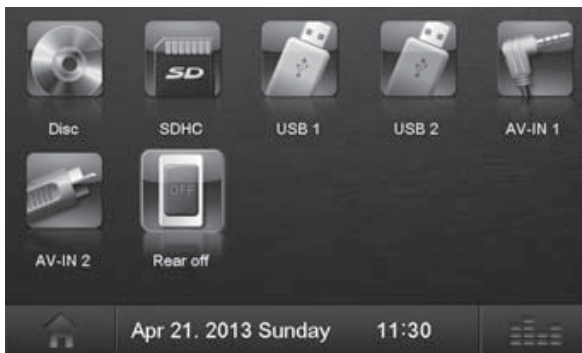 SD
Disc SDHC USB 1 USB 2 AV-IN 1
OFF
AV-IN 2 Rear off
Apr 21. 2013 Sunday 11:30